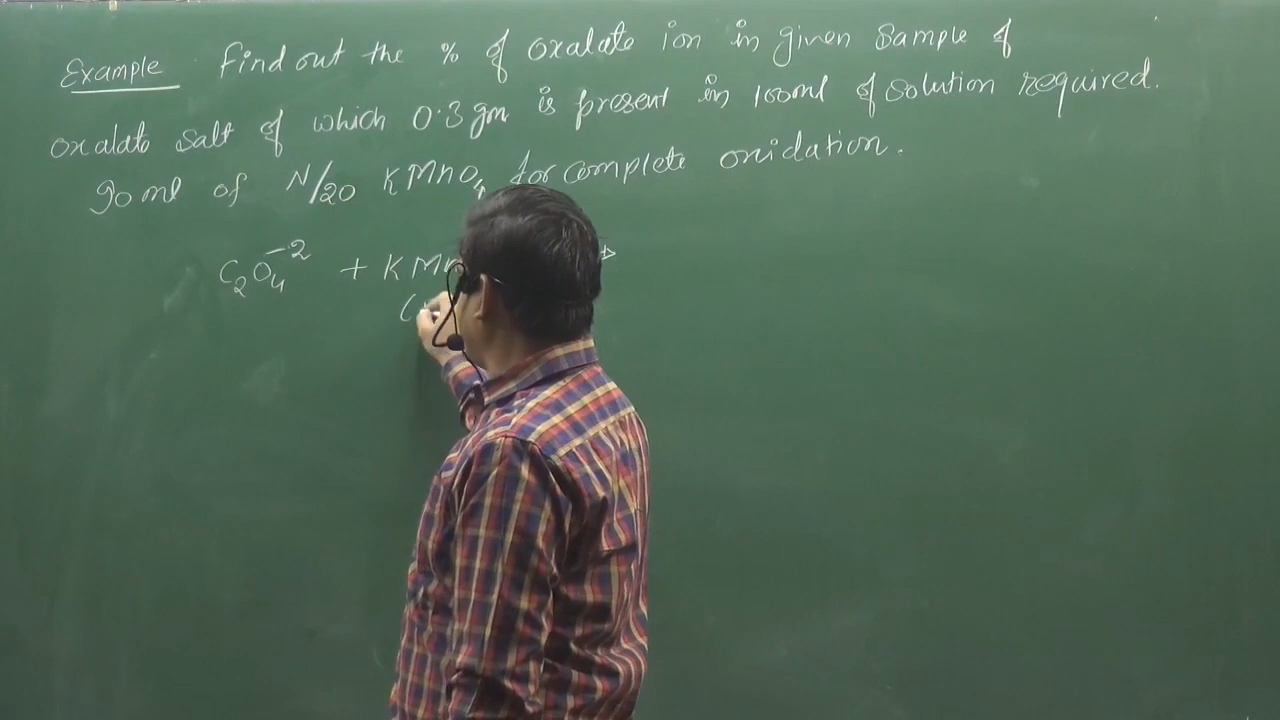 Example Find out the % of oxalate ion in given sample of
oxalate salt of which 0.3 gm is present in 100ml of solution required.
90 ml of N/20 KMnO4 for complete oxidation.
C2O4^-2 + KMn
(